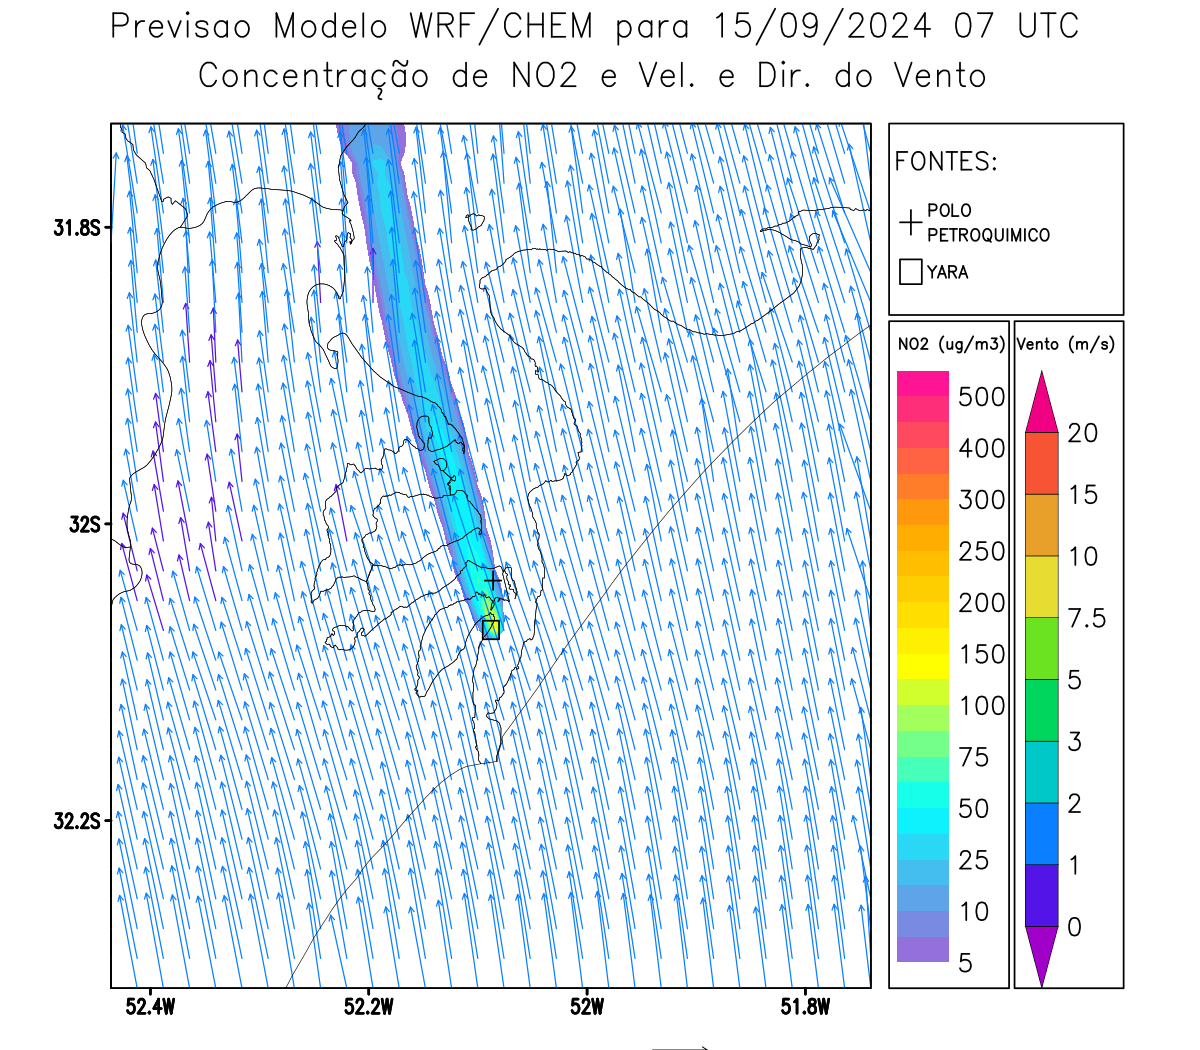 Previsao Modelo WRF/CHEM para 15/09/2024 07 UTC
Concentração de NO2 e Vel. e Dir. do Vento
31.8S
32S
32.2S
52.4W
52.2W
52W
51.8W
FONTES:
POLO
PETROQUIMICO
YARA
NO2 (ug/m3)
500
400
300
250
200
150
100
75
50
25
10
5
Vento (m/s)
20
15
10
7.5
5
3
2
1
0